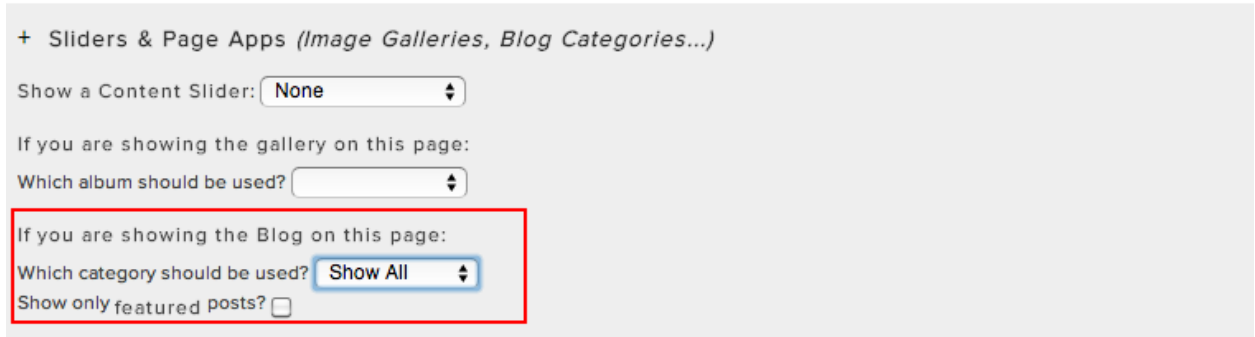 + Sliders & Page Apps (Image Galleries, Blog Categories...)
Show a Content Slider: None
If you are showing the gallery on this page:
Which album should be used?
If you are showing the Blog on this page:
Which category should be used? Show All
Show only featured posts?